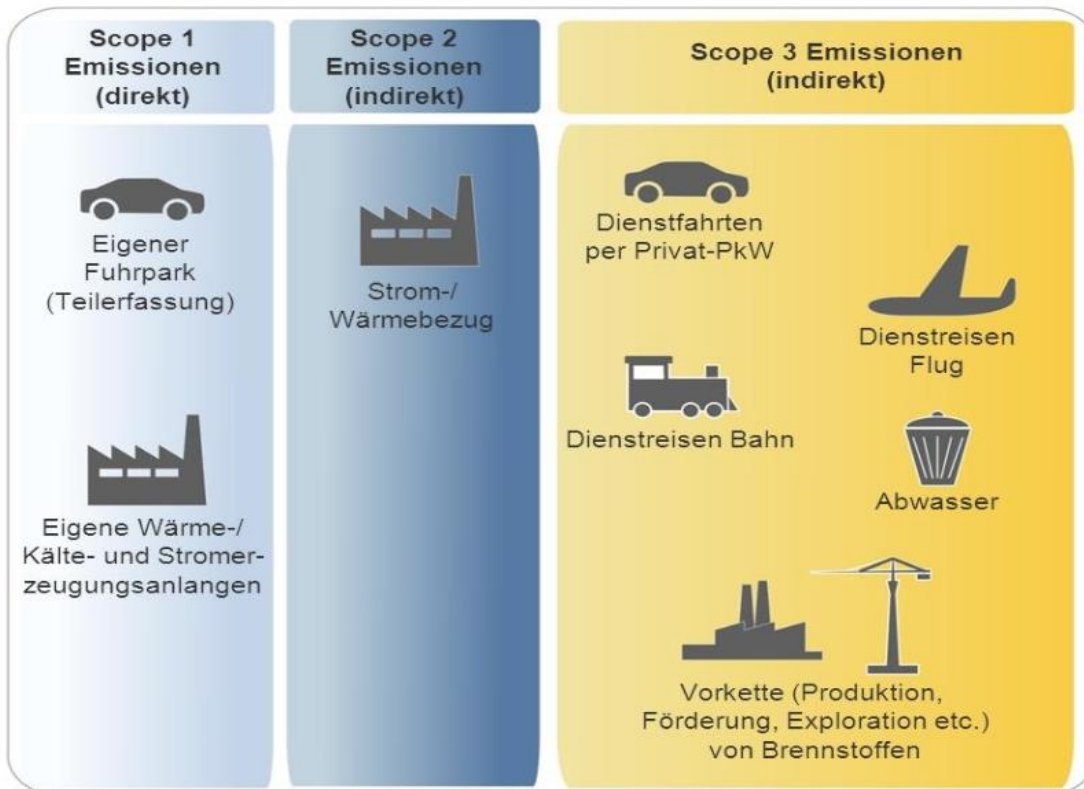 Scope 1
Emissionen
(direkt)
Scope 2
Emissionen
(indirekt)
Scope 3 Emissionen
(indirekt)
Eigener
Fuhrpark
(Teilerfassung)
Eigene Wärme-/
Kälte- und Stromer-
zeugungsanlangen
Strom-/
Wärmebezug
Dienstfahrten
per Privat-PkW
Dienstreisen
Flug
Dienstreisen Bahn
Abwasser
Vorkette (Produktion,
Förderung, Exploration etc.)
von Brennstoffen